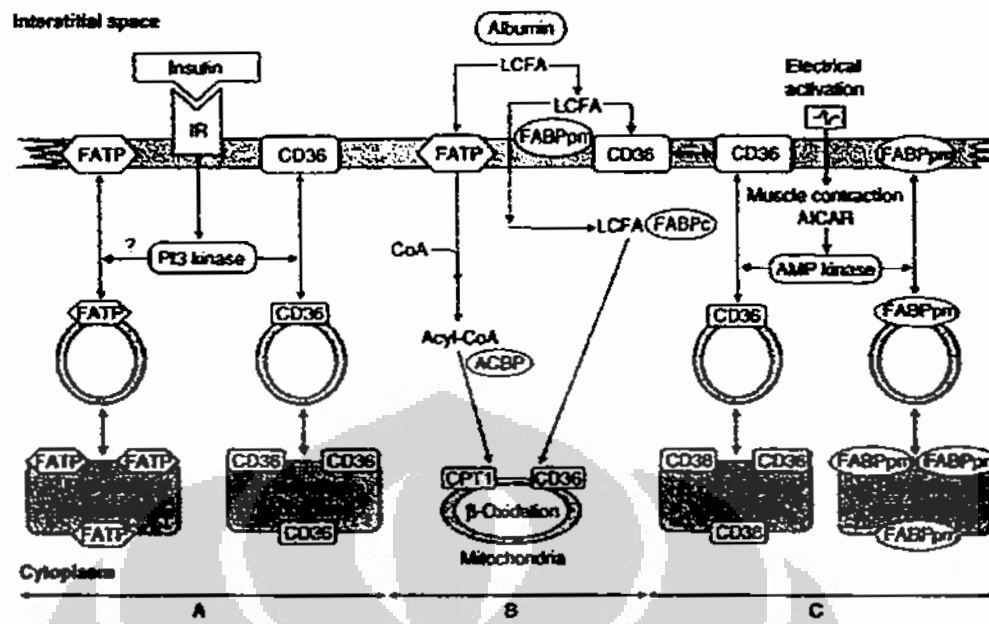 Interstitial space
Albumin
Insulin
LCFA
Electrical
activation
IR
LCFA
FATP
CD36
FATP
FABPpm
CD36
CD36
FABPpm
Muscle contraction
AICAR
LCFA
FABPc
?
PI3 kinase
CoA
AMP kinase
FATP
CD36
CD36
FABPpm
Acyl-CoA
ACBP
FATP
FATP
CD36
CD36
CPT1
CD36
CD36
CD36
FABPpm
FABPpm
β-Oxidation
FATP
CD36
CD36
FABPpm
Mitochondria
Cytoplasm
A
B
C